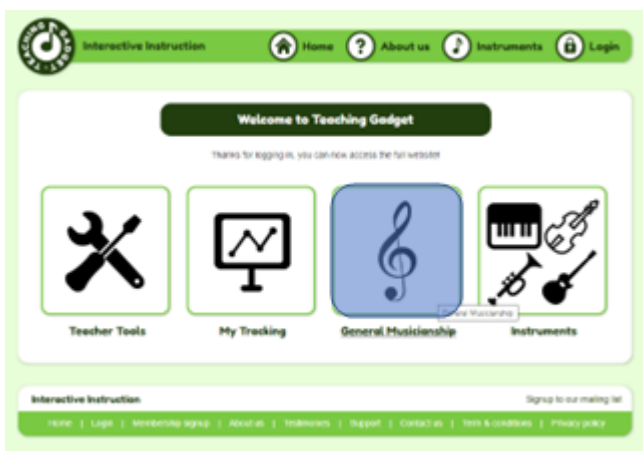 TEACHING GADGET
Interactive Instruction
Home
About us
Instruments
Login
Welcome to Teaching Gadget
Thanks for logging in, you can now access the full website!
Teacher Tools
My Tracking
General Musicianship
Instruments
General Musicianship
Interactive Instruction
Signup to our mailing list
Home | Login | Membership signup | About us | Testimonials | Support | Contact us | Term & conditions | Privacy policy